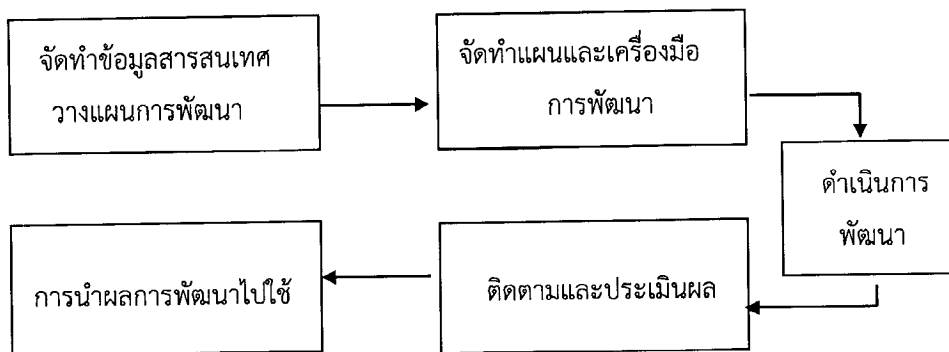 จัดทำข้อมูลสารสนเทศ
วางแผนการพัฒนา
จัดทำแผนและเครื่องมือ
การพัฒนา
ดำเนินการ
พัฒนา
ติดตามและประเมินผล
การนำผลการพัฒนาไปใช้